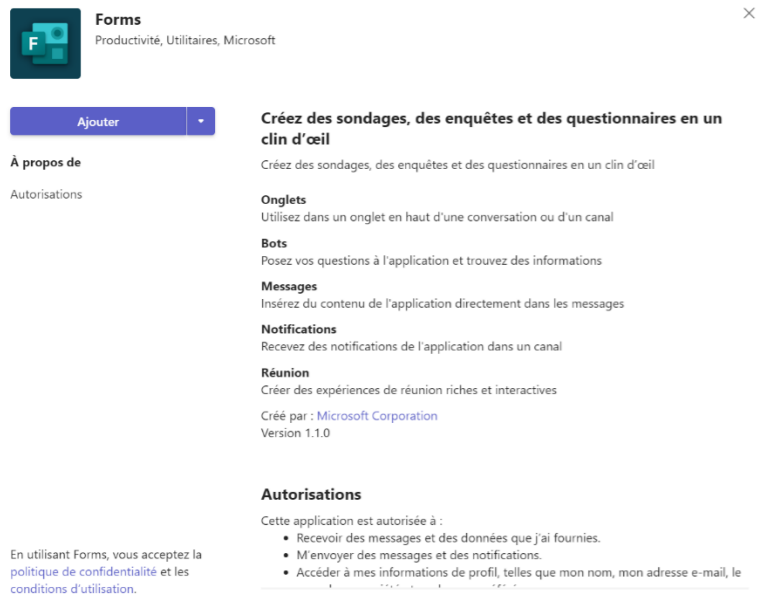 Forms
Productivité, Utilitaires, Microsoft
Ajouter
À propos de
Autorisations
Créez des sondages, des enquêtes et des questionnaires en un
clin d’œil
Créez des sondages, des enquêtes et des questionnaires en un clin d’œil
Onglets
Utilisez dans un onglet en haut d'une conversation ou d'un canal
Bots
Posez vos questions à l'application et trouvez des informations
Messages
Insérez du contenu de l'application directement dans les messages
Notifications
Recevez des notifications de l'application dans un canal
Réunion
Créer des expériences de réunion riches et interactives
Créé par : Microsoft Corporation
Version 1.1.0
Autorisations
Cette application est autorisée à :
• Recevoir des messages et des données que j'ai fournies.
• M'envoyer des messages et des notifications.
• Accéder à mes informations de profil, telles que mon nom, mon adresse e-mail, le
En utilisant Forms, vous acceptez la
politique de confidentialité et les
conditions d'utilisation.